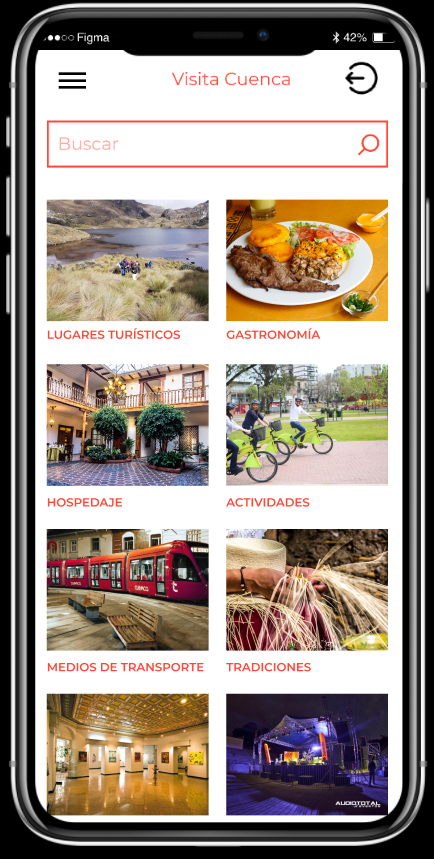 Figma
42%
Visita Cuenca
Buscar
LUGARES TURÍSTICOS
GASTRONOMÍA
HOSPEDAJE
ACTIVIDADES
MEDIOS DE TRANSPORTE
TRADICIONES
AUDIOTOTAL